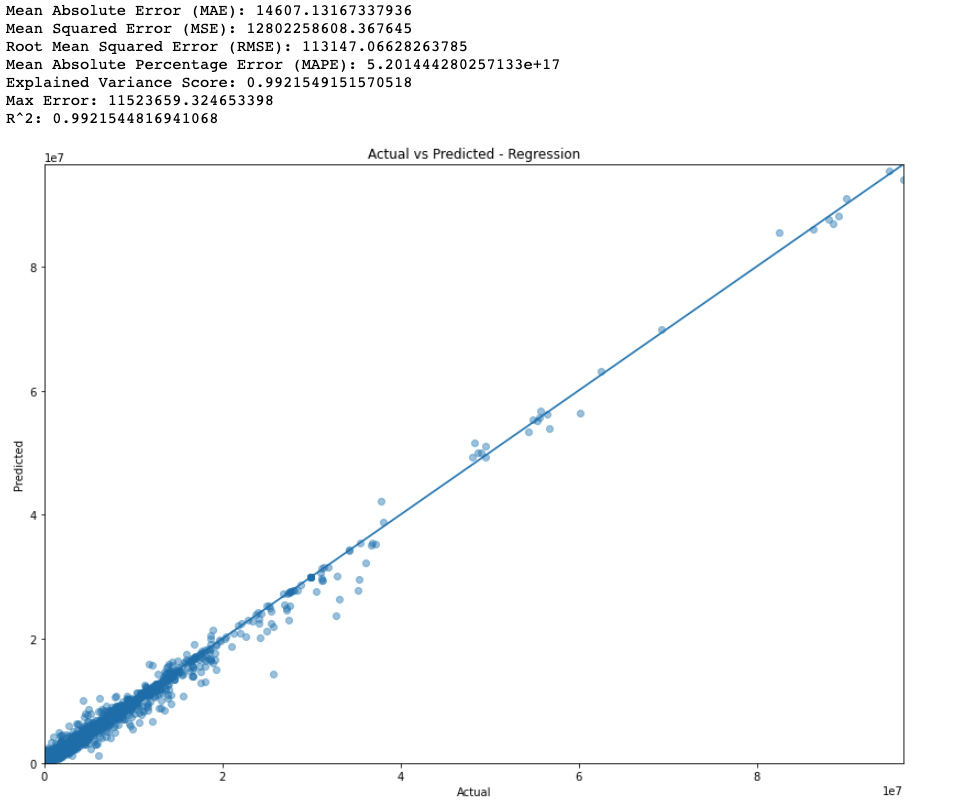 Mean Absolute Error (MAE): 14607.13167337936
Mean Squared Error (MSE): 12802258608.367645
Root Mean Squared Error (RMSE): 113147.06628263785
Mean Absolute Percentage Error (MAPE): 5.201444280257133e+17
Explained Variance Score: 0.9921549151570518
Max Error: 11523659.324653398
R^2: 0.9921544816941068
Actual vs Predicted - Regression
1e7
8
6
4
2
0
Predicted
0 2 4 6 8
1e7
Actual